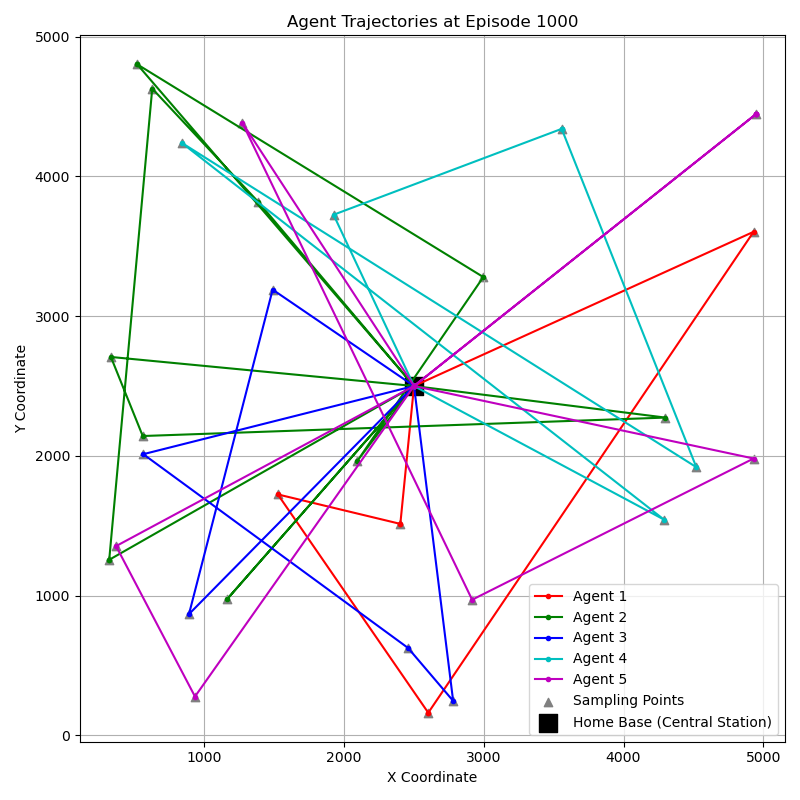 Agent Trajectories at Episode 1000
5000
4000
3000
2000
1000
0
Y Coordinate
1000
2000
3000
4000
5000
X Coordinate
Agent 1
Agent 2
Agent 3
Agent 4
Agent 5
Sampling Points
Home Base (Central Station)